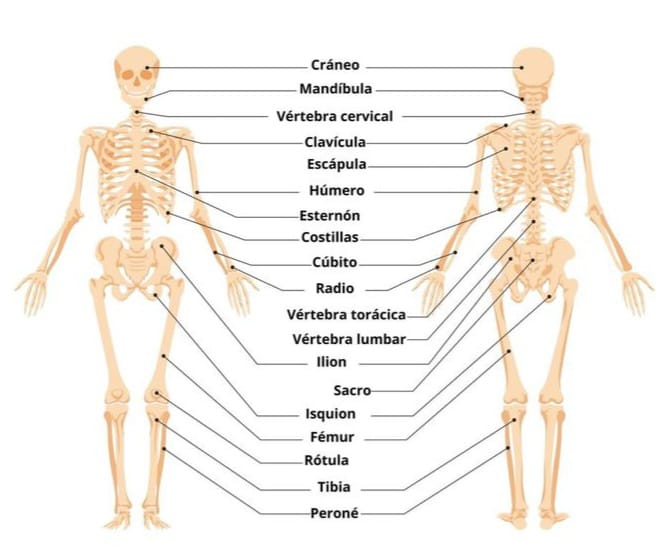 Cráneo
Mandíbula
Vértebra cervical
Clavícula
Escápula
Húmero
Esternón
Costillas
Cúbito
Radio
Vértebra torácica
Vértebra lumbar
Ilion
Sacro
Isquion
Fémur
Rótula
Tibia
Peroné